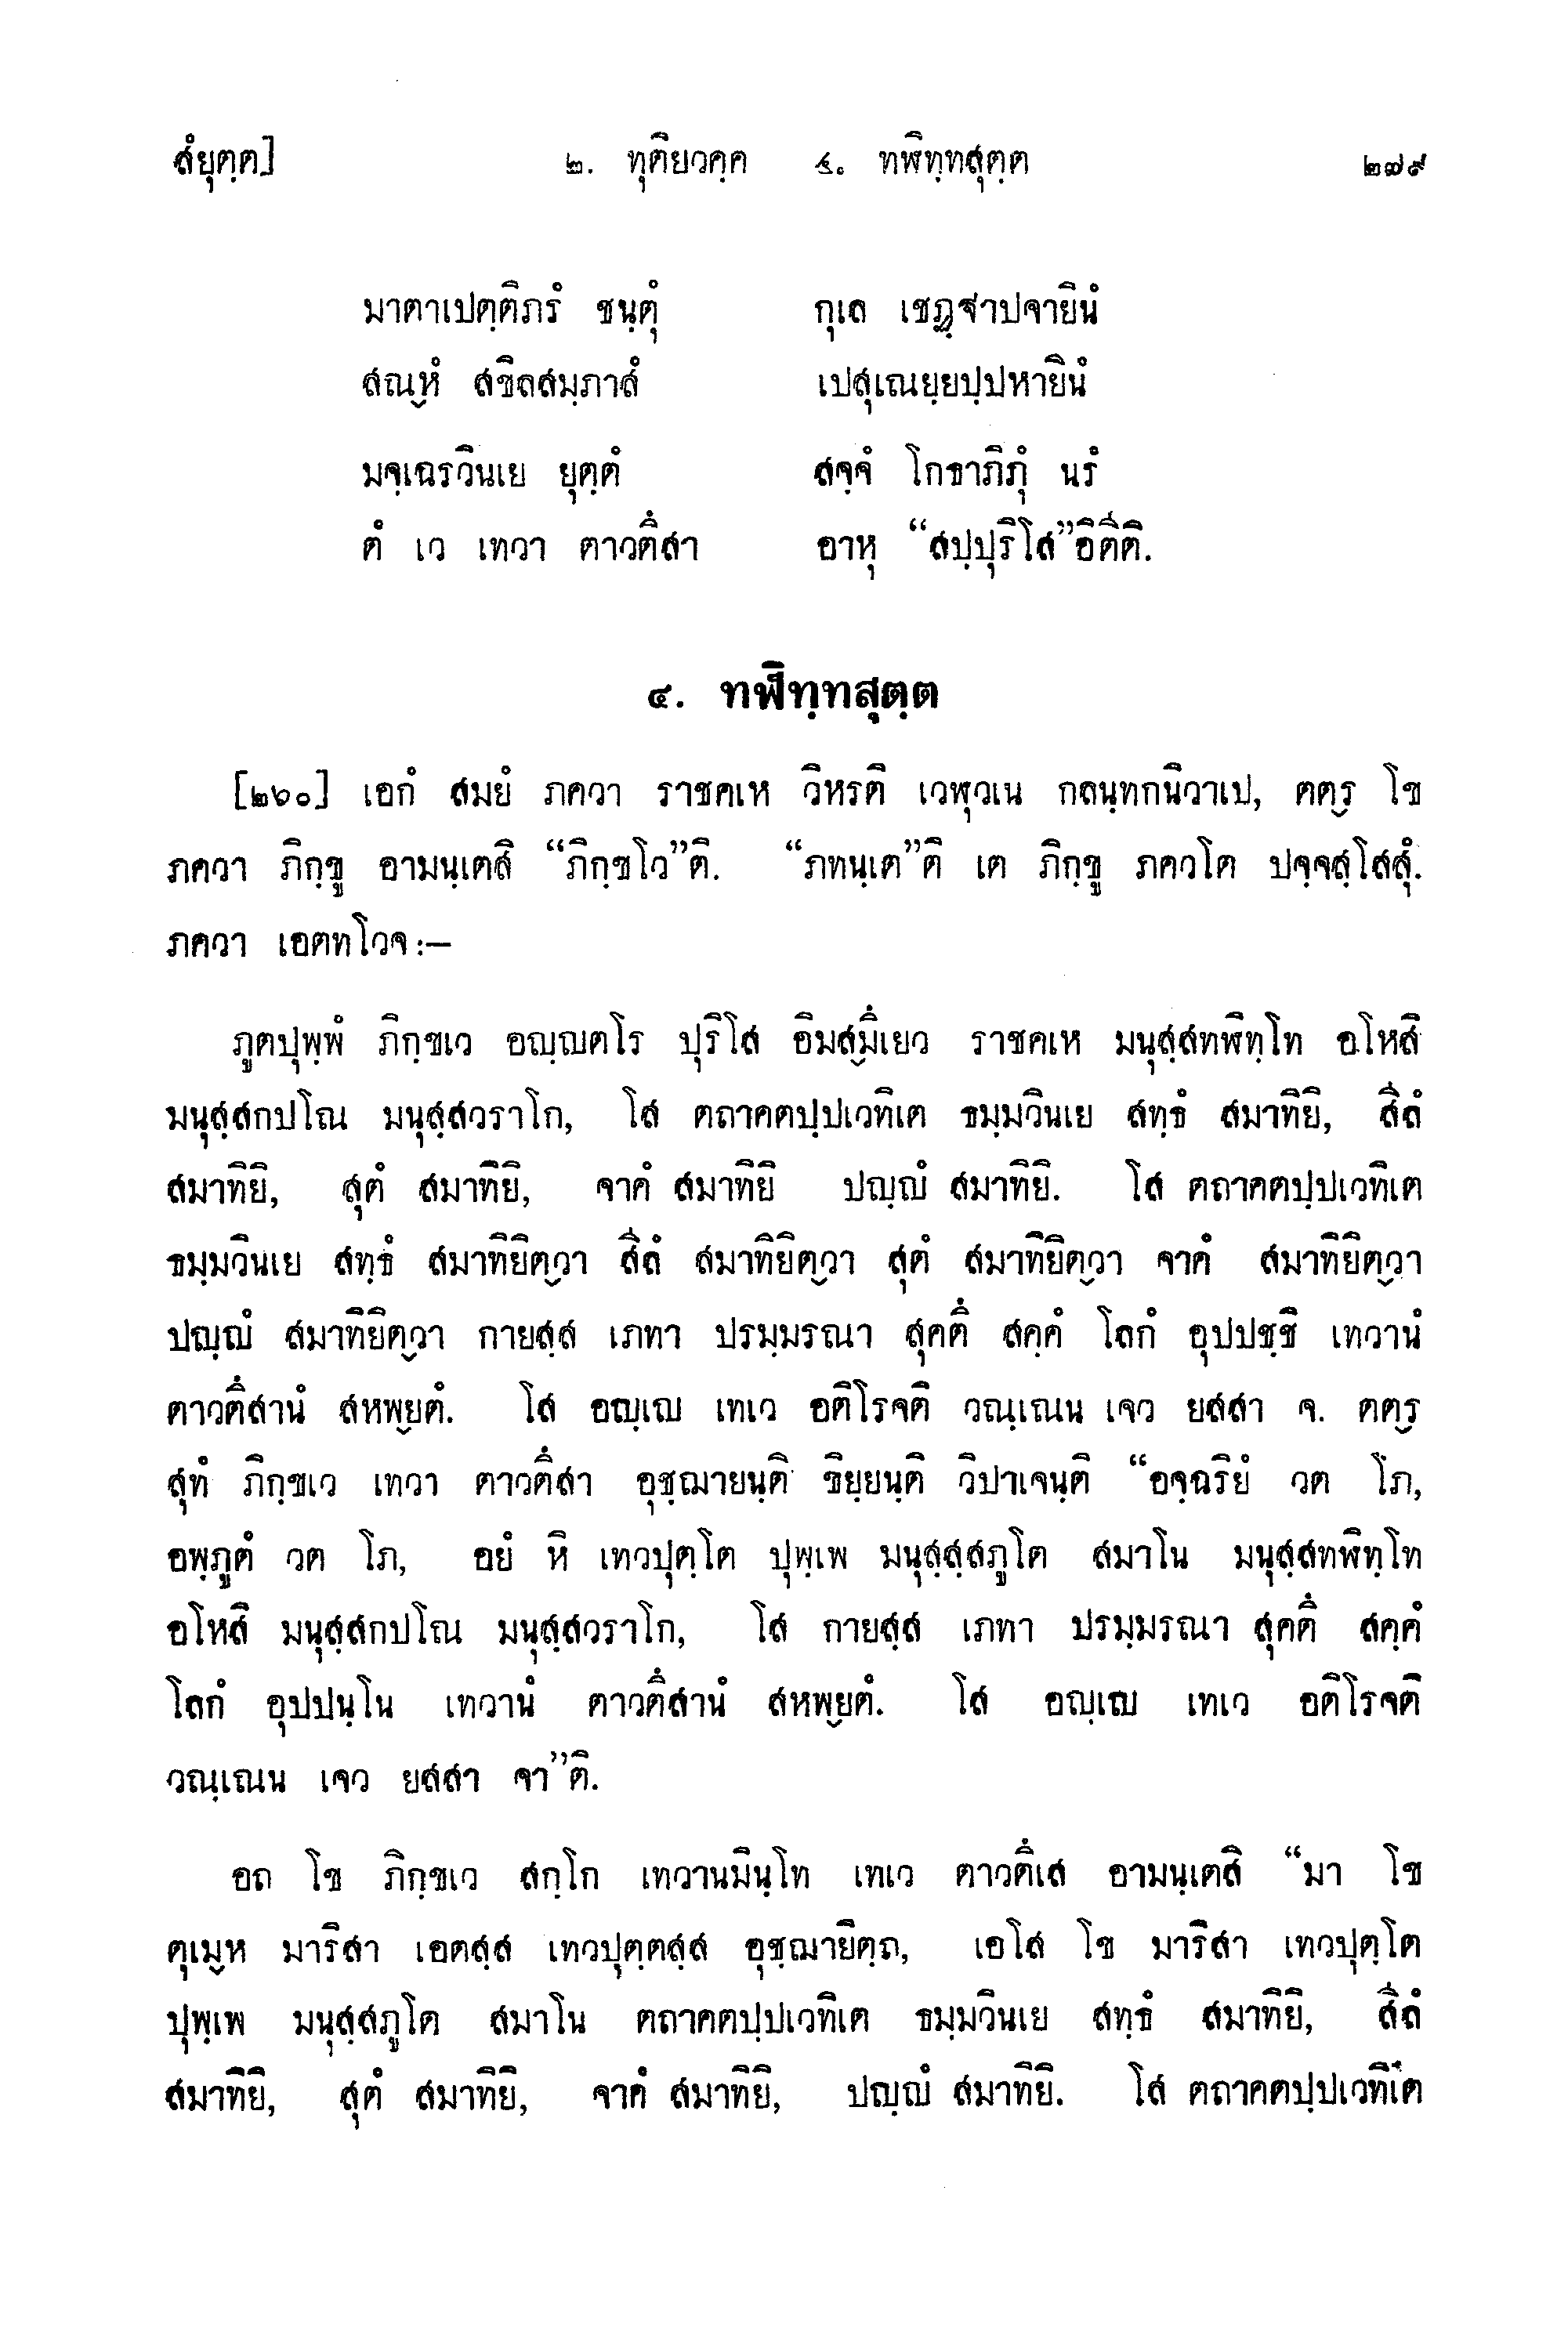 สํยุตฺต] ๒. ทุติยวคฺค ๔. ทฬิทฺทสุตฺต ๒๗๙
มาตาเปตฺติภรํ ชนฺตุํ กุเล เชฏฺฐาปจายินํ
สณฺหํ สขิลสมฺภาสํ เปสุเณยฺยปฺปหายินํ
มจฺเฉรวินเย ยุตฺตํ สจฺจํ โกธาภิภุํ นรํ
ตํ เว เทวา ตาวตึสา อาหุ “สปฺปุริโส”อิตีติ.
๔. ทฬิทฺทสุตฺต
[๒๖๐] เอกํ สมยํ ภควา ราชคเห วิหรติ เวฬุวเน กลนฺทกนิวาเป, ตตฺร โข
ภควา ภิกฺขู อามนฺเตสิ “ภิกฺขโว”ติ. “ภทนฺเต”ติ เต ภิกฺขู ภควโต ปจฺจสฺโสสุํ.
ภควา เอตทโวจ :–
ภูตปุพฺพํ ภิกฺขเว อญฺญตโร ปุริโส อิมสฺมึเยว ราชคเห มนุสฺสทฬิทฺโท อโหสิ
มนุสฺสกปโณ มนุสฺสวราโก, โส ตถาคตปฺปเวทิเต ธมฺมวินเย สทฺธํ สมาทิยิ, สีลํ
สมาทิยิ, สุตํ สมาทิยิ, จาคํ สมาทิยิ ปญฺญํ สมาทิยิ. โส ตถาคตปฺปเวทิเต
ธมฺมวินเย สทฺธํ สมาทิยิตฺวา สีลํ สมาทิยิตฺวา สุตํ สมาทิยิตฺวา จาคํ สมาทิยิตฺวา
ปญฺญํ สมาทิยิตฺวา กายสฺส เภทา ปรมฺมรณา สุคตึ สคฺคํ โลกํ อุปปชฺชิ เทวานํ
ตาวตึสานํ สหพฺยตํ. โส อญฺเญ เทเว อติโรจติ วณฺเณน เจว ยสสา จ. ตตฺร
สุทํ ภิกฺขเว เทวา ตาวตึสา อุชฺฌายนฺติ ขิยฺยนฺติ วิปาเจนฺติ “อจฺฉริยํ วต โภ,
อพฺภูตํ วต โภ, อยํ หิ เทวปุตฺโต ปุพฺเพ มนุสฺสฺสภูโต สมาโน มนุสฺสทฬิทฺโท
อโหสิ มนุสฺสกปโณ มนุสฺสวราโก, โส กายสฺส เภทา ปรมฺมรณา สุคตึ สคฺคํ
โลกํ อุปปนฺโน เทวานํ ตาวตึสานํ สหพฺยตํ. โส อญฺเญ เทเว อติโรจติ
วณฺเณน เจว ยสสา จา”ติ.
อถ โข ภิกฺขเว สกฺโก เทวานมินฺโท เทเว ตาวตึเส อามนฺเตสิ “มา โข
ตุเมฺห มาริสา เอตสฺส เทวปุตฺตสฺส อุชฺฌายิตฺถ, เอโส โข มาริสา เทวปุตฺโต
ปุพฺเพ มนุสฺสภูโต สมาโน ตถาคตปฺปเวทิเต ธมฺมวินเย สทฺธํ สมาทิยิ, สีลํ
สมาทิยิ, สุตํ สมาทิยิ, จาคํ สมาทิยิ, ปญฺญํ สมาทิยิ. โส ตถาคตปฺปเวทิเต